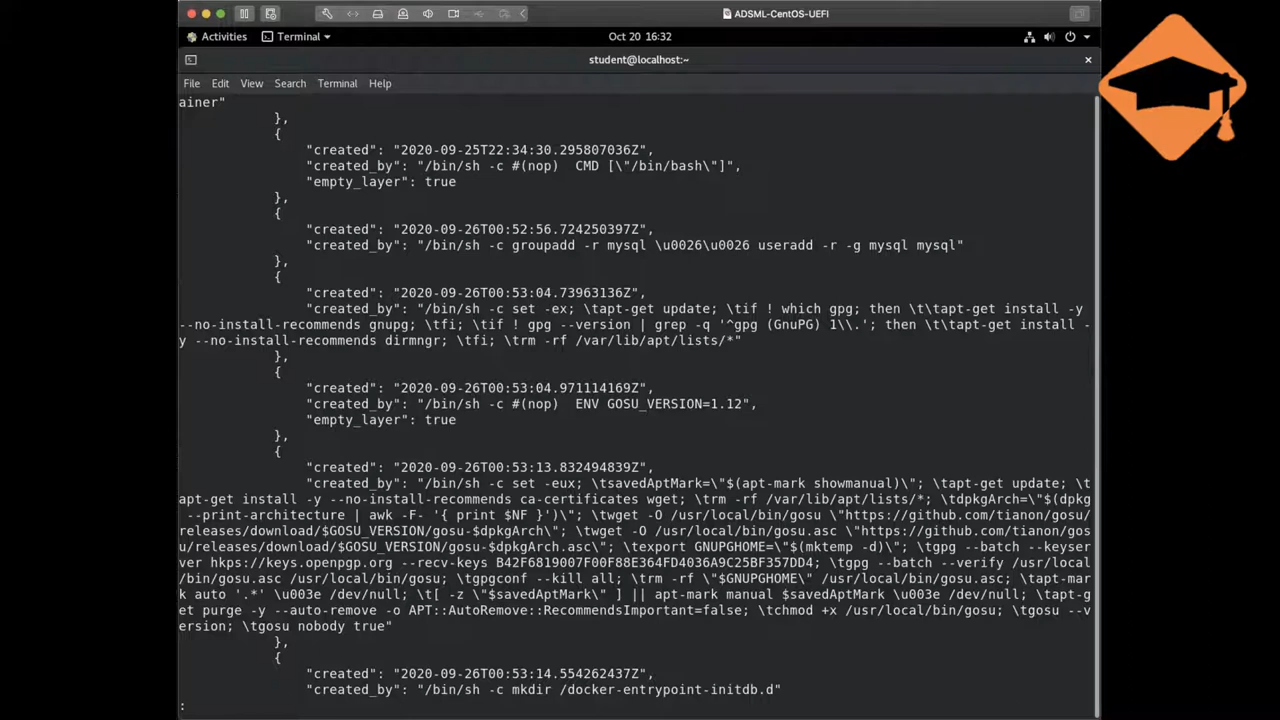 ADSML-CentOS-UEFI
Activities Terminal Oct 20 16:32
student@localhost:~
File Edit View Search Terminal Help
ainer"
},
{
"created": "2020-09-25T22:34:30.295807036Z",
"created_by": "/bin/sh -c #(nop)  CMD [\"/bin/bash\"]",
"empty_layer": true
},
{
"created": "2020-09-26T00:52:56.724250397Z",
"created_by": "/bin/sh -c groupadd -r mysql \u0026\u0026 useradd -r -g mysql mysql"
},
{
"created": "2020-09-26T00:53:04.73963136Z",
"created_by": "/bin/sh -c set -ex; \tapt-get update; \tif ! which gpg; then \t\tapt-get install -y
--no-install-recommends gnupg; \tfi; \tif ! gpg --version | grep -q '^gpg (GnuPG) 1\\.'; then \t\tapt-get install -
y --no-install-recommends dirmngr; \tfi; \trm -rf /var/lib/apt/lists/*"
},
{
"created": "2020-09-26T00:53:04.971114169Z",
"created_by": "/bin/sh -c #(nop)  ENV GOSU_VERSION=1.12",
"empty_layer": true
},
{
"created": "2020-09-26T00:53:13.832494839Z",
"created_by": "/bin/sh -c set -eux; \tsavedAptMark=\"$(apt-mark showmanual)\"; \tapt-get update; \t
apt-get install -y --no-install-recommends ca-certificates wget; \trm -rf /var/lib/apt/lists/*; \tdpkgArch=\"$(dpkg
--print-architecture | awk -F- '{ print $NF }')\"; \twget -O /usr/local/bin/gosu \"https://github.com/tianon/gosu/
releases/download/$GOSU_VERSION/gosu-$dpkgArch\"; \twget -O /usr/local/bin/gosu.asc \"https://github.com/tianon/gos
u/releases/download/$GOSU_VERSION/gosu-$dpkgArch.asc\"; \texport GNUPGHOME=\"$(mktemp -d)\"; \tgpg --batch --keyser
ver hkps://keys.openpgp.org --recv-keys B42F6819007F00F88E364FD4036A9C25BF357DD4; \tgpg --batch --verify /usr/local
/bin/gosu.asc /usr/local/bin/gosu; \tgpgconf --kill all; \trm -rf \"$GNUPGHOME\" /usr/local/bin/gosu.asc; \tapt-mar
k auto '.*' \u003e /dev/null; \t[ -z \"$savedAptMark\" ] || apt-mark manual $savedAptMark \u003e /dev/null; \tapt-g
et purge -y --auto-remove -o APT::AutoRemove::RecommendsImportant=false; \tchmod +x /usr/local/bin/gosu; \tgosu --v
ersion; \tgosu nobody true"
},
{
"created": "2020-09-26T00:53:14.554262437Z",
"created_by": "/bin/sh -c mkdir /docker-entrypoint-initdb.d"
: